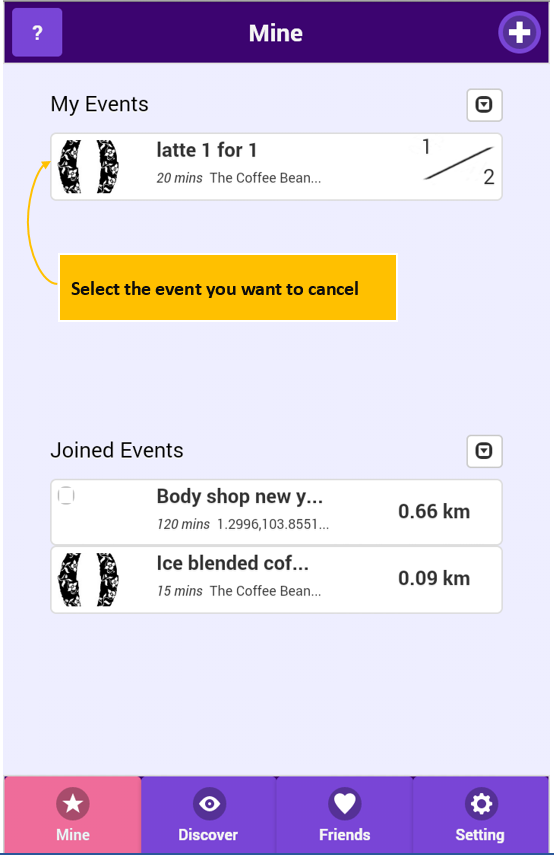 ?
Mine
My Events
latte 1 for 1
20 mins The Coffee Bean...
1
2
Select the event you want to cancel
Joined Events
Body shop new y...
120 mins 1.2996,103.8551...
0.66 km
Ice blended cof...
15 mins The Coffee Bean...
0.09 km
Mine
Discover
Friends
Setting